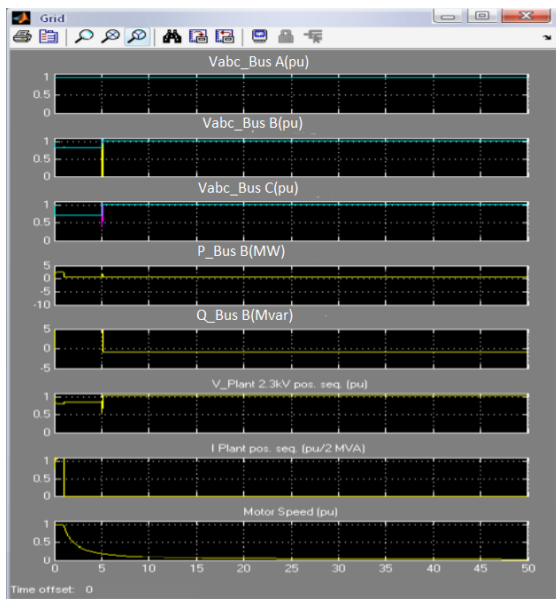 Grid
Vabc_Bus A(pu)
1
0.5
0
Vabc_Bus B(pu)
1
0.5
0
Vabc_Bus C(pu)
1
0.5
0
P_Bus B(MW)
5
0
-5
-10
Q_Bus B(Mvar)
5
0
-5
V_Plant 2.3kV pos. seq. (pu)
1
0.5
0
I Plant pos. seq. (pu/2 MVA)
1
0.5
0
Motor Speed (pu)
1
0.5
0
0 5 10 15 20 25 30 35 40 45 50
Time offset: 0